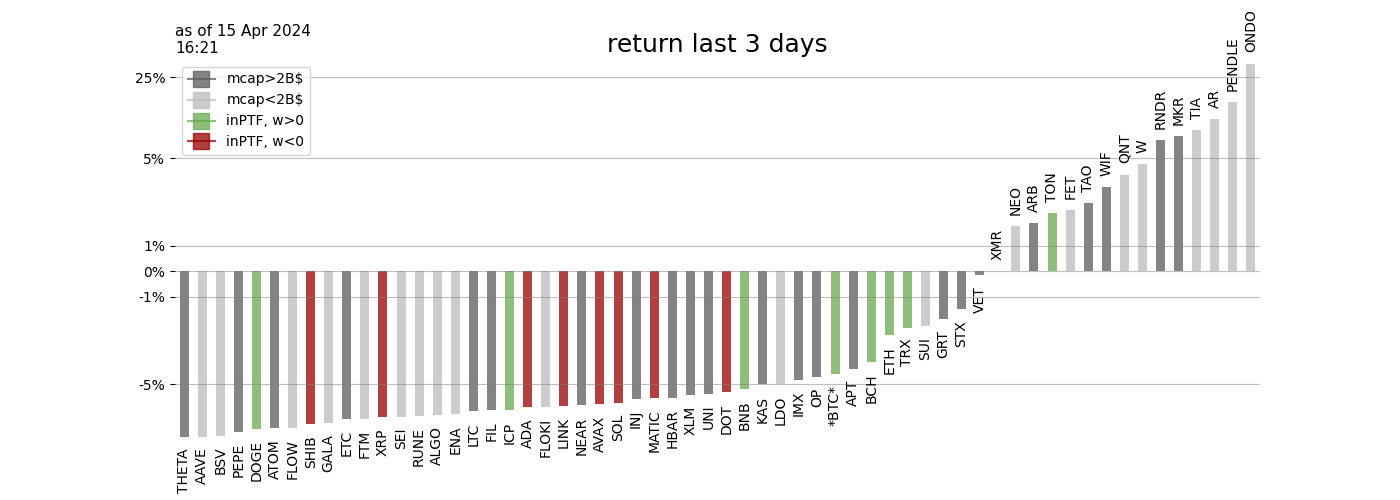 as of 15 Apr 2024
16:21
return last 3 days
mcap>2B$
mcap<2B$
inPTF, w>0
inPTF, w<0
25%
5%
1%
0%
-1%
-5%
THETA
AAVE
BSV
PEPE
DOGE
ATOM
FLOW
SHIB
GALA
ETC
FTM
XRP
SEI
RUNE
ALGO
ENA
LTC
FIL
ICP
ADA
FLOKI
LINK
NEAR
AVAX
SOL
INJ
MATIC
HBAR
XLM
UNI
DOT
BNB
KAS
LDO
IMX
OP
*BTC*
APT
BCH
ETH
TRX
SUI
GRT
STX
VET
XMR
NEO
ARB
TON
FET
TAO
WIF
QNT
W
RNDR
MKR
TIA
AR
PENDLE
ONDO